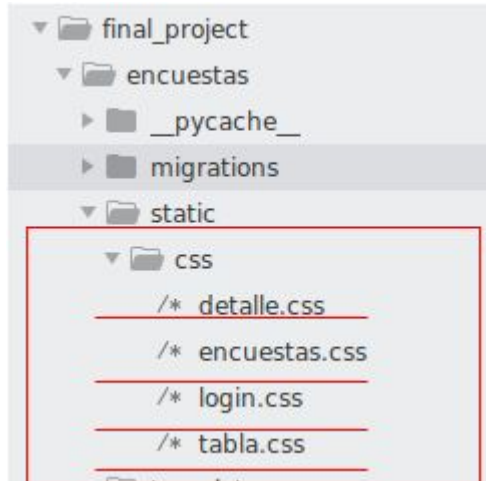 final_project
encuestas
__pycache__
migrations
static
css
/* detalle.css
/* encuestas.css
/* login.css
/* tabla.css